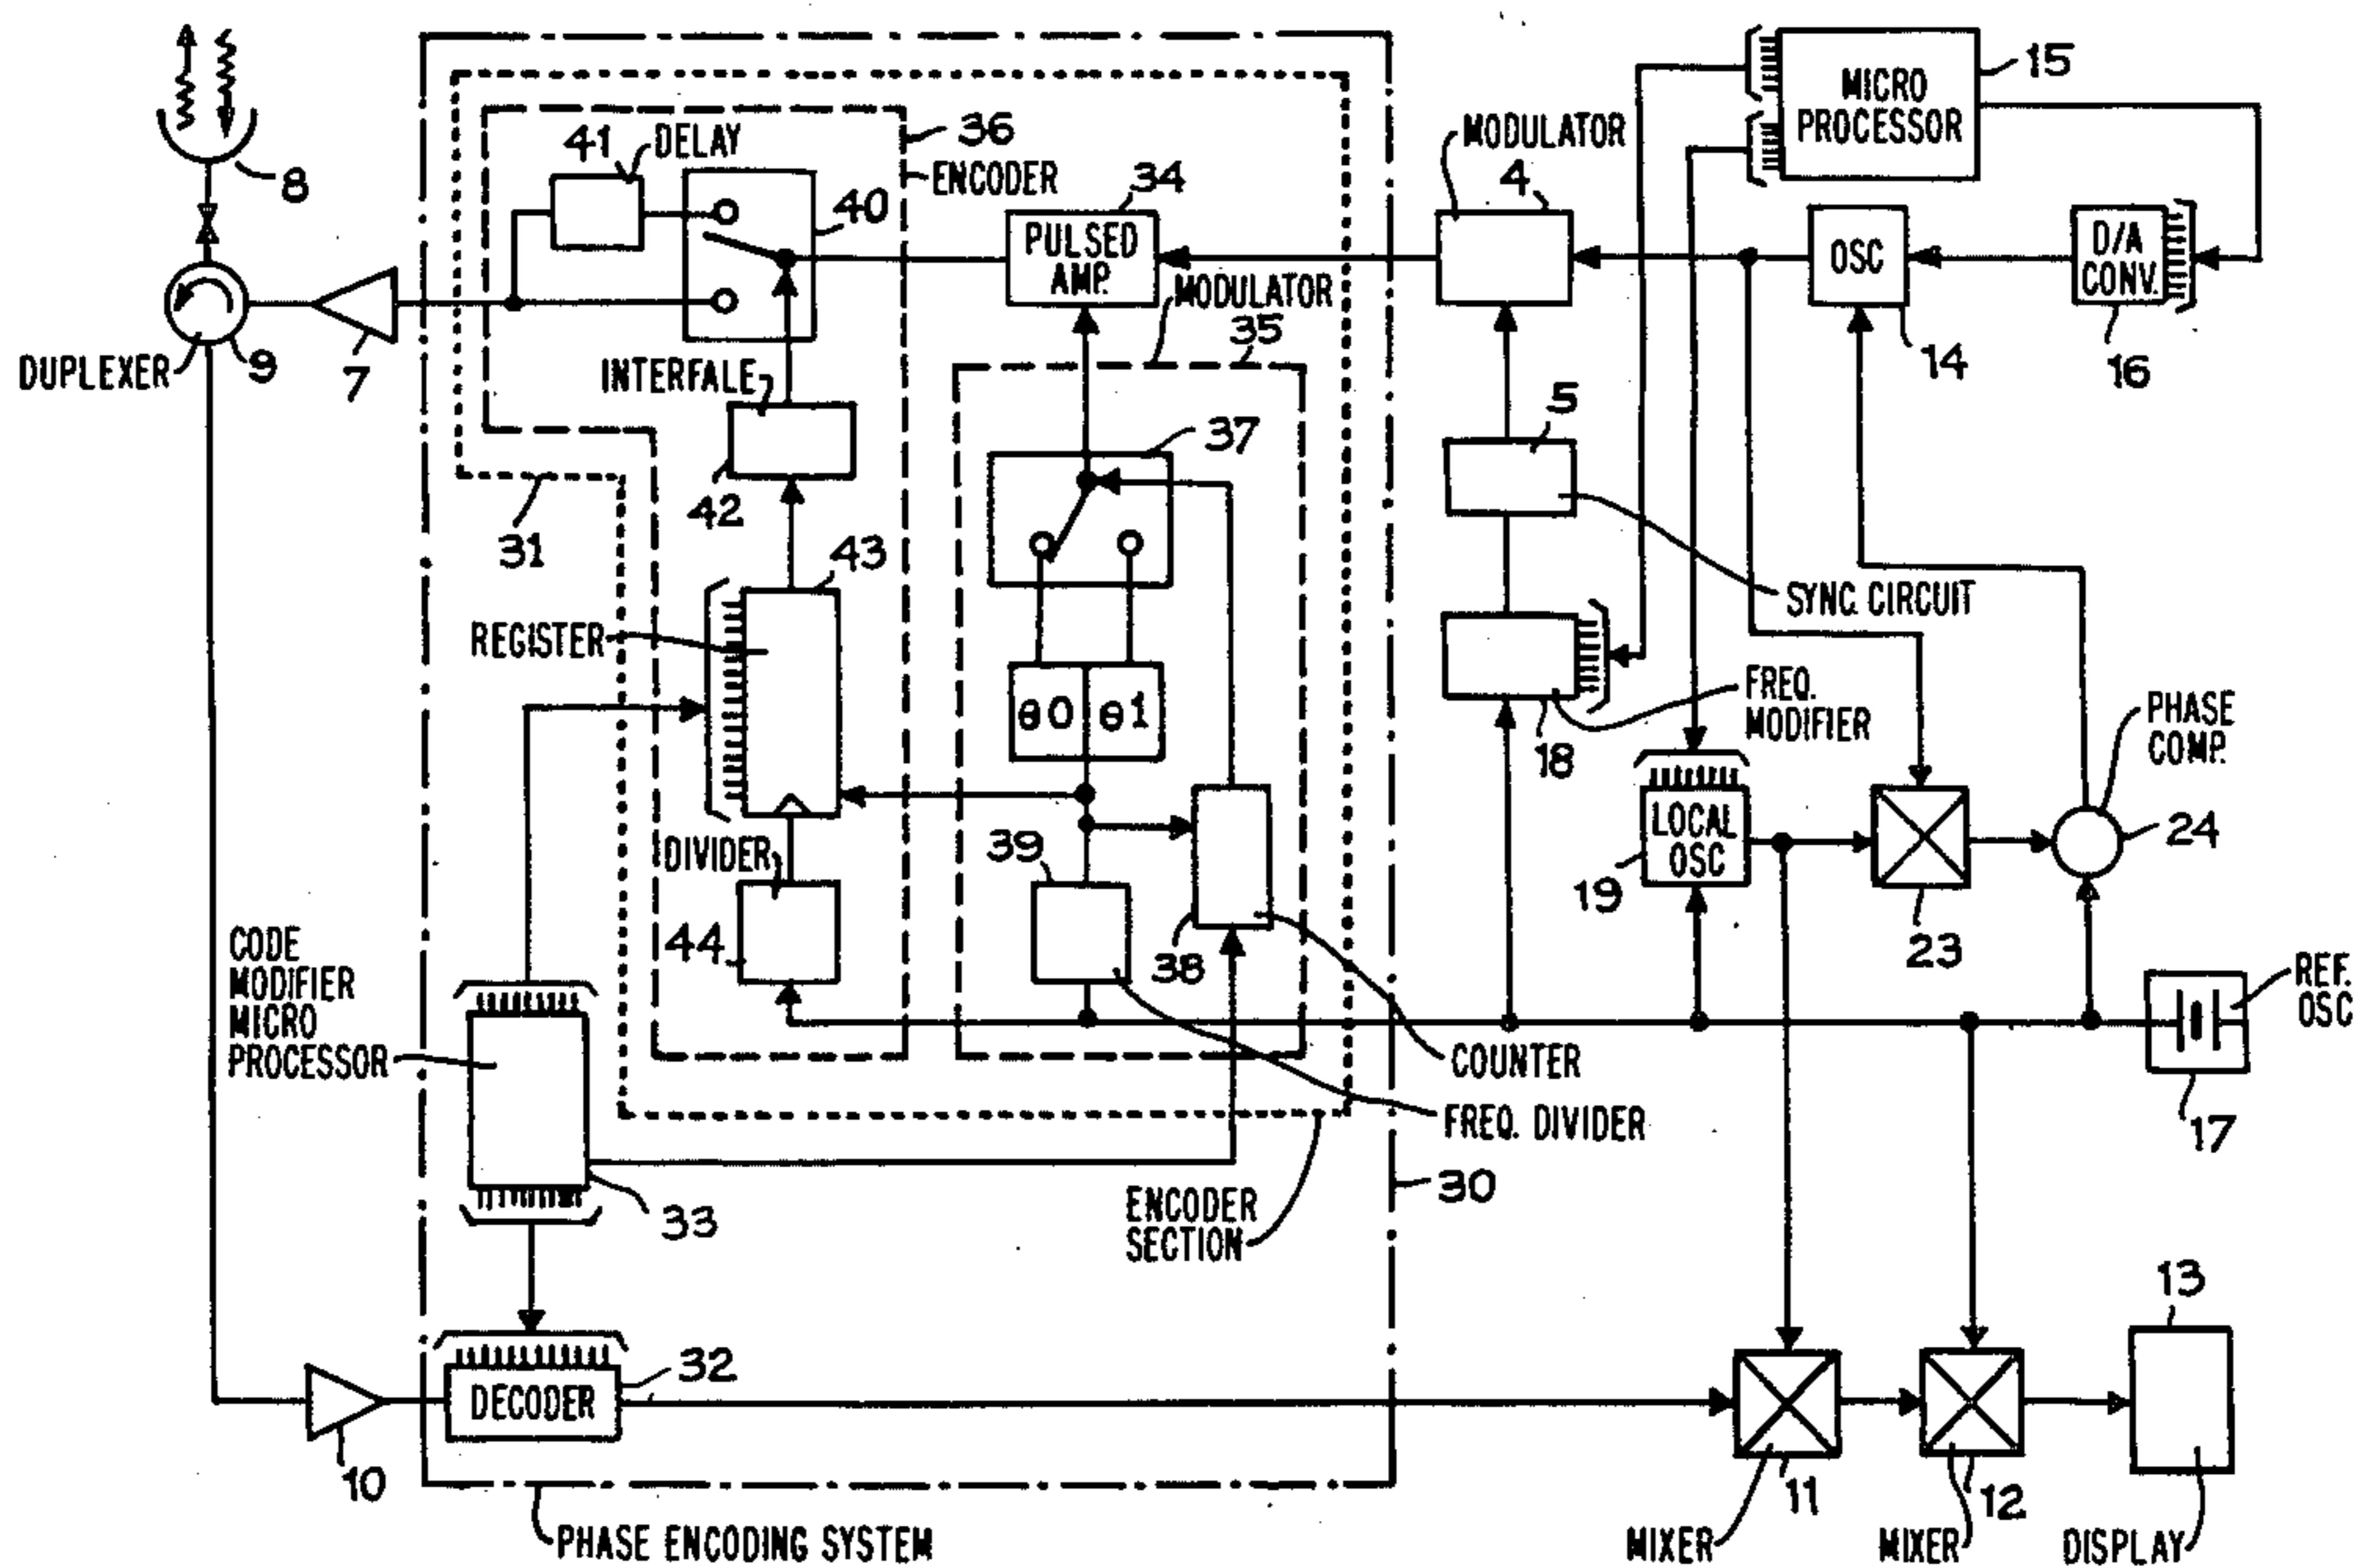 8
DUPLEXER
9
7
41
DELAY
36
ENCODER
40
34
PULSED
AMP.
MODULATOR
35
MODULATOR
4
MICRO
PROCESSOR
15
OSC
14
D/A
CONV.
16
INTERFALE
42
31
43
REGISTER
37
θ0
θ1
5
SYNC. CIRCUIT
FREQ.
MODIFIER
18
PHASE
COMP.
24
LOCAL
OSC
19
23
DIVIDER
44
39
38
CODE
MODIFIER
MICRO
PROCESSOR
33
COUNTER
FREQ. DIVIDER
REF.
OSC
17
ENCODER
SECTION
30
32
DECODER
10
13
11
12
PHASE ENCODING SYSTEM
MIXER
MIXER
DISPLAY